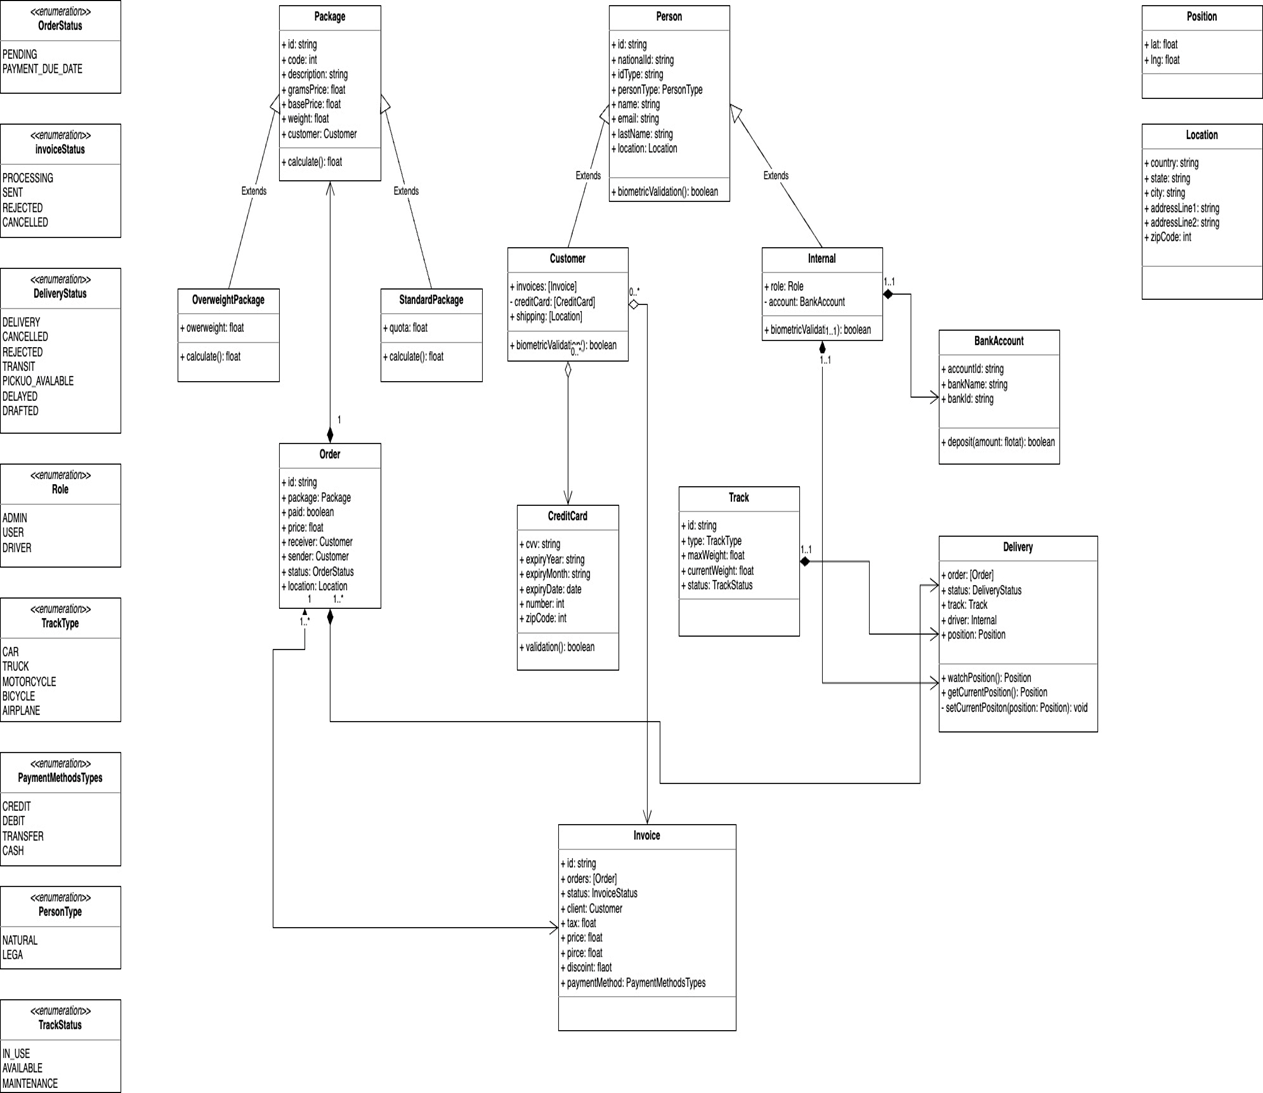 <<enumeration>>
OrderStatus
PENDING
PAYMENT_DUE_DATE
<<enumeration>>
invoiceStatus
PROCESSING
SENT
REJECTED
CANCELLED
<<enumeration>>
DeliveryStatus
DELIVERY
CANCELLED
REJECTED
TRANSIT
PICKUO_AVALABLE
DELAYED
DRAFTED
<<enumeration>>
Role
ADMIN
USER
DRIVER
<<enumeration>>
TrackType
CAR
TRUCK
MOTORCYCLE
BICYCLE
AIRPLANE
<<enumeration>>
PaymentMethodsTypes
CREDIT
DEBIT
TRANSFER
CASH
<<enumeration>>
PersonType
NATURAL
LEGA
<<enumeration>>
TrackStatus
IN_USE
AVAILABLE
MAINTENANCE
Package
+ id: string
+ code: int
+ description: string
+ gramsPrice: float
+ basePrice: float
+ weight: float
+ customer: Customer
+ calculate(): float
Extends
Extends
OverweightPackage
+ owerweight: float
+ calculate(): float
StandardPackage
+ quota: float
+ calculate(): float
1
Order
+ id: string
+ package: Package
+ paid: boolean
+ price: float
+ receiver: Customer
+ sender: Customer
+ status: OrderStatus
+ location: Location
1
1..*
1..*
Person
+ id: string
+ nationalId: string
+ idType: string
+ personType: PersonType
+ name: string
+ email: string
+ lastName: string
+ location: Location
+ biometricValidation(): boolean
Extends
Extends
Customer
+ invoices: [Invoice]
- creditCard: [CreditCard]
+ shipping: [Location]
+ biometricValidation(): boolean
0..*
0..*
Internal
+ role: Role
- account: BankAccount
+ biometricValidat1..1): boolean
1..1
1..1
BankAccount
+ accountId: string
+ bankName: string
+ bankId: string
+ deposit(amount: flotat): boolean
CreditCard
+ cvv: string
+ expiryYear: string
+ expiryMonth: string
+ expiryDate: date
+ number: int
+ zipCode: int
+ validation(): boolean
Track
+ id: string
+ type: TrackType
+ maxWeight: float
+ currentWeight: float
+ status: TrackStatus
1..1
Delivery
+ order: [Order]
+ status: DeliveryStatus
+ track: Track
+ driver: Internal
+ position: Position
+ watchPosition(): Position
+ getCurrentPosition(): Position
- setCurrentPositon(position: Position): void
Invoice
+ id: string
+ orders: [Order]
+ status: InvoiceStatus
+ client: Customer
+ tax: float
+ price: float
+ pirce: float
+ discoint: flaot
+ paymentMethod: PaymentMethodsTypes
Position
+ lat: float
+ lng: float
Location
+ country: string
+ state: string
+ city: string
+ addressLine1: string
+ addressLine2: string
+ zipCode: int